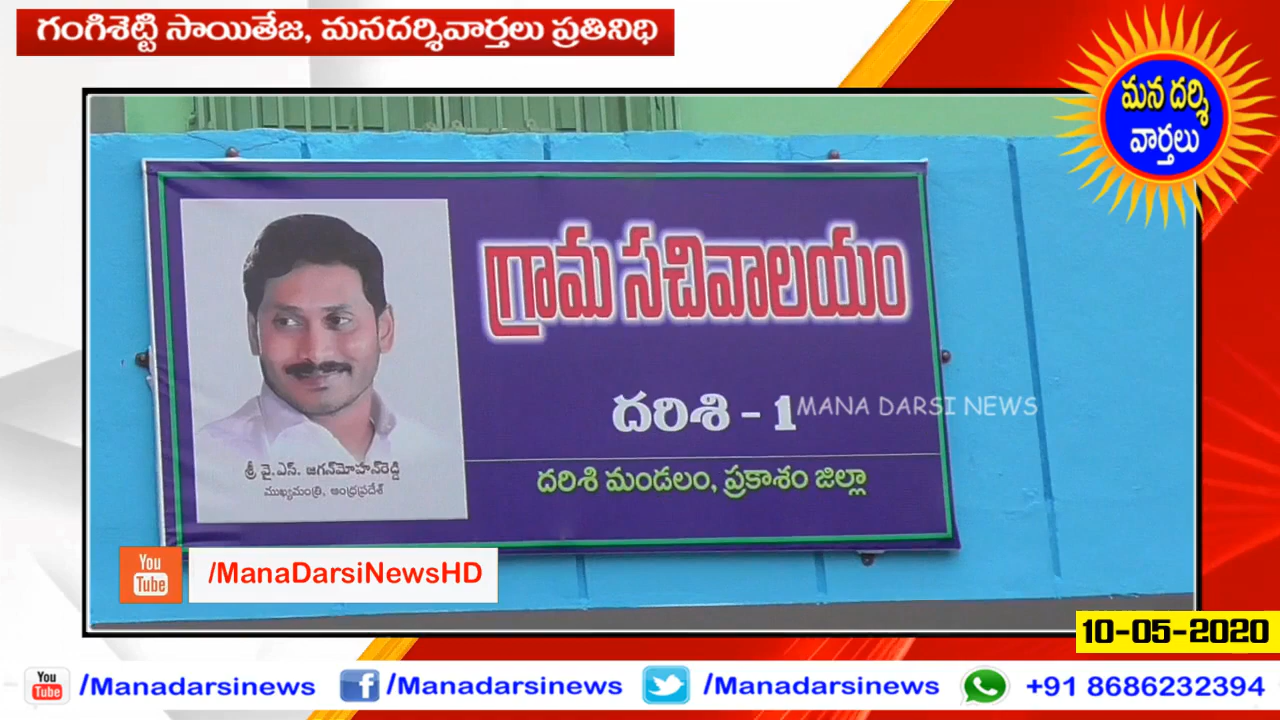 గంగిశెట్టి సాయితేజ, మనదర్శివార్తలు ప్రతినిధి
మన దర్శి
వార్తలు
గ్రామ సచివాలయం
దరిశి - 1
MANA DARSI NEWS
దరిశి మండలం, ప్రకాశం జిల్లా
శ్రీ వై.ఎస్. జగన్‌మోహన్‌రెడ్డి
ముఖ్యమంత్రి, ఆంధ్రప్రదేశ్
You
Tube
/ManaDarsiNewsHD
10-05-2020
You
Tube
/Manadarsinews
f
/Manadarsinews
/Manadarsinews
+91 8686232394